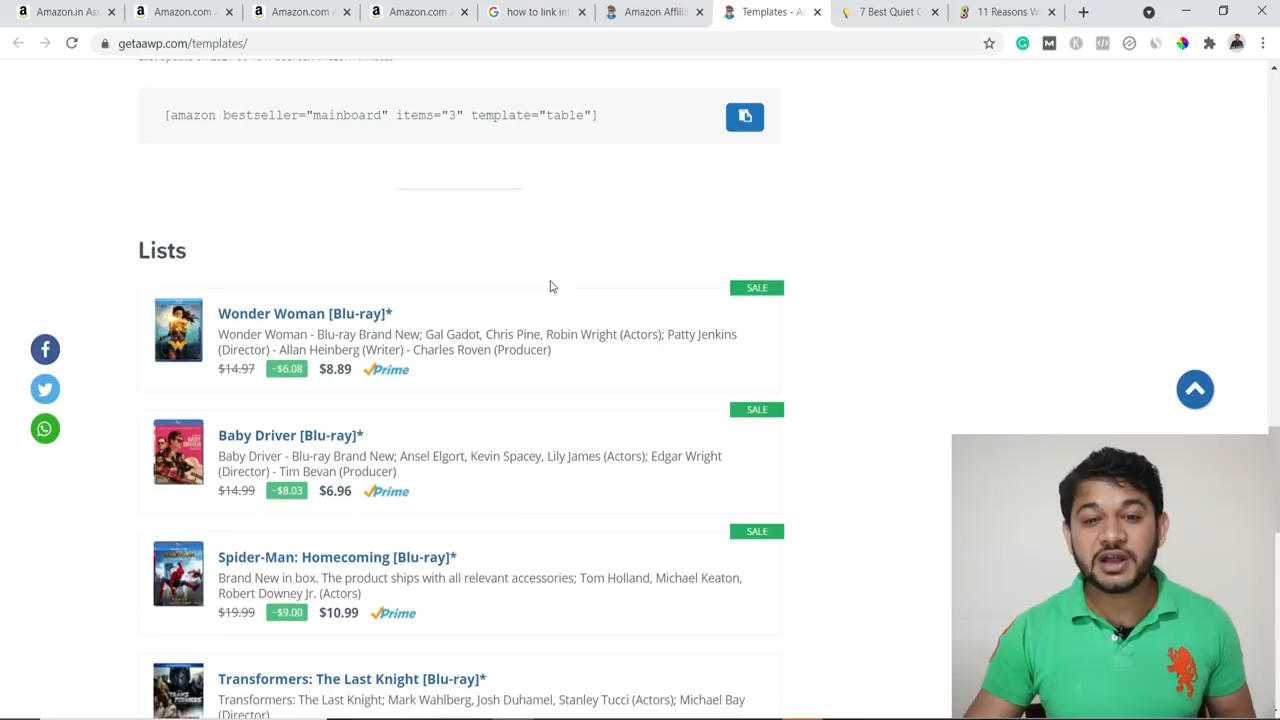 Amazon.in As
Amazon.com
Amazon.com
Amazon.com
how to link in
Amazon Affili
Templates - A
7 Best Quiet C
11 Reasons W
getaawp.com/templates/
[amazon bestseller="mainboard" items="3" template="table"]
Lists
SALE
Wonder Woman [Blu-ray]*
Wonder Woman - Blu-ray Brand New; Gal Gadot, Chris Pine, Robin Wright (Actors); Patty Jenkins
(Director) - Allan Heinberg (Writer) - Charles Roven (Producer)
$14.97 −$6.08 $8.89 Prime
SALE
Baby Driver [Blu-ray]*
Baby Driver - Blu-ray Brand New; Ansel Elgort, Kevin Spacey, Lily James (Actors); Edgar Wright
(Director) - Tim Bevan (Producer)
$14.99 −$8.03 $6.96 Prime
SALE
Spider-Man: Homecoming [Blu-ray]*
Brand New in box. The product ships with all relevant accessories; Tom Holland, Michael Keaton,
Robert Downey Jr. (Actors)
$19.99 −$9.00 $10.99 Prime
Transformers: The Last Knight [Blu-ray]*
Transformers: The Last Knight; Mark Wahlberg, Josh Duhamel, Stanley Tucci (Actors); Michael Bay
(Director)